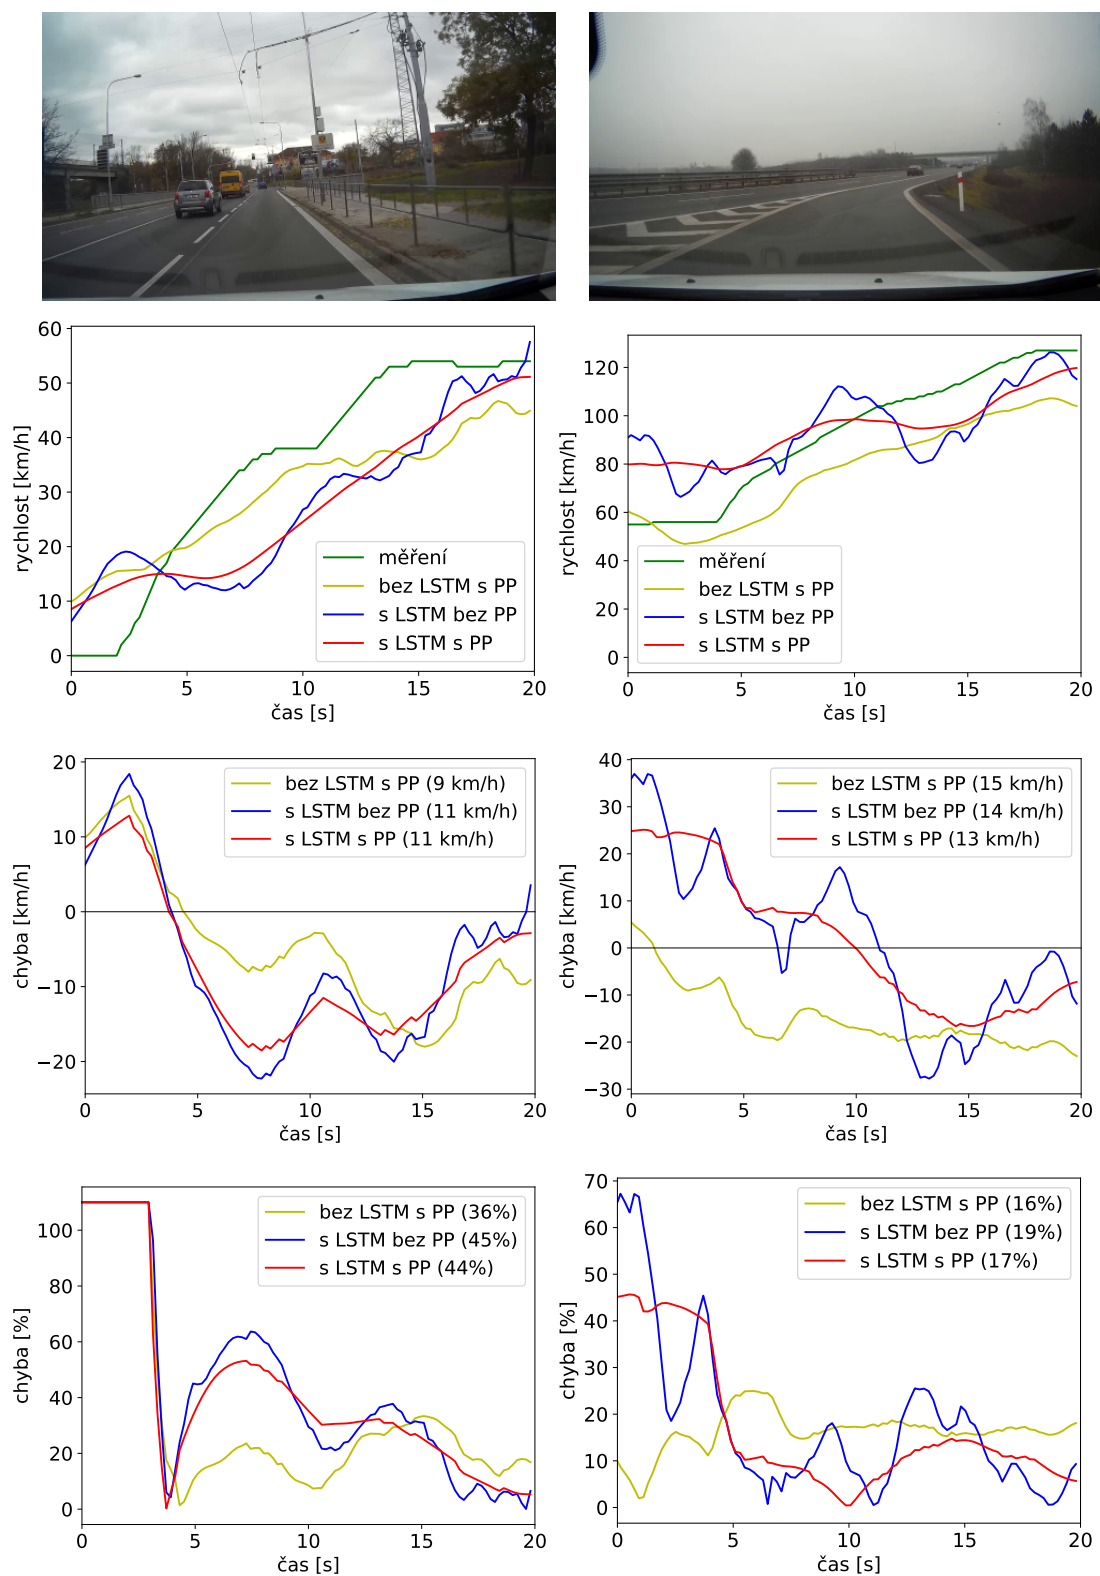 60
50
40
30
20
10
0
rychlost [km/h]
měření
bez LSTM s PP
s LSTM bez PP
s LSTM s PP
0 5 10 15 20
čas [s]
120
100
80
60
40
20
0
rychlost [km/h]
měření
bez LSTM s PP
s LSTM bez PP
s LSTM s PP
0 5 10 15 20
čas [s]
20
10
0
−10
−20
chyba [km/h]
bez LSTM s PP (9 km/h)
s LSTM bez PP (11 km/h)
s LSTM s PP (11 km/h)
0 5 10 15 20
čas [s]
40
30
20
10
0
−10
−20
−30
chyba [km/h]
bez LSTM s PP (15 km/h)
s LSTM bez PP (14 km/h)
s LSTM s PP (13 km/h)
0 5 10 15 20
čas [s]
100
80
60
40
20
0
chyba [%]
bez LSTM s PP (36%)
s LSTM bez PP (45%)
s LSTM s PP (44%)
0 5 10 15 20
čas [s]
70
60
50
40
30
20
10
0
chyba [%]
bez LSTM s PP (16%)
s LSTM bez PP (19%)
s LSTM s PP (17%)
0 5 10 15 20
čas [s]